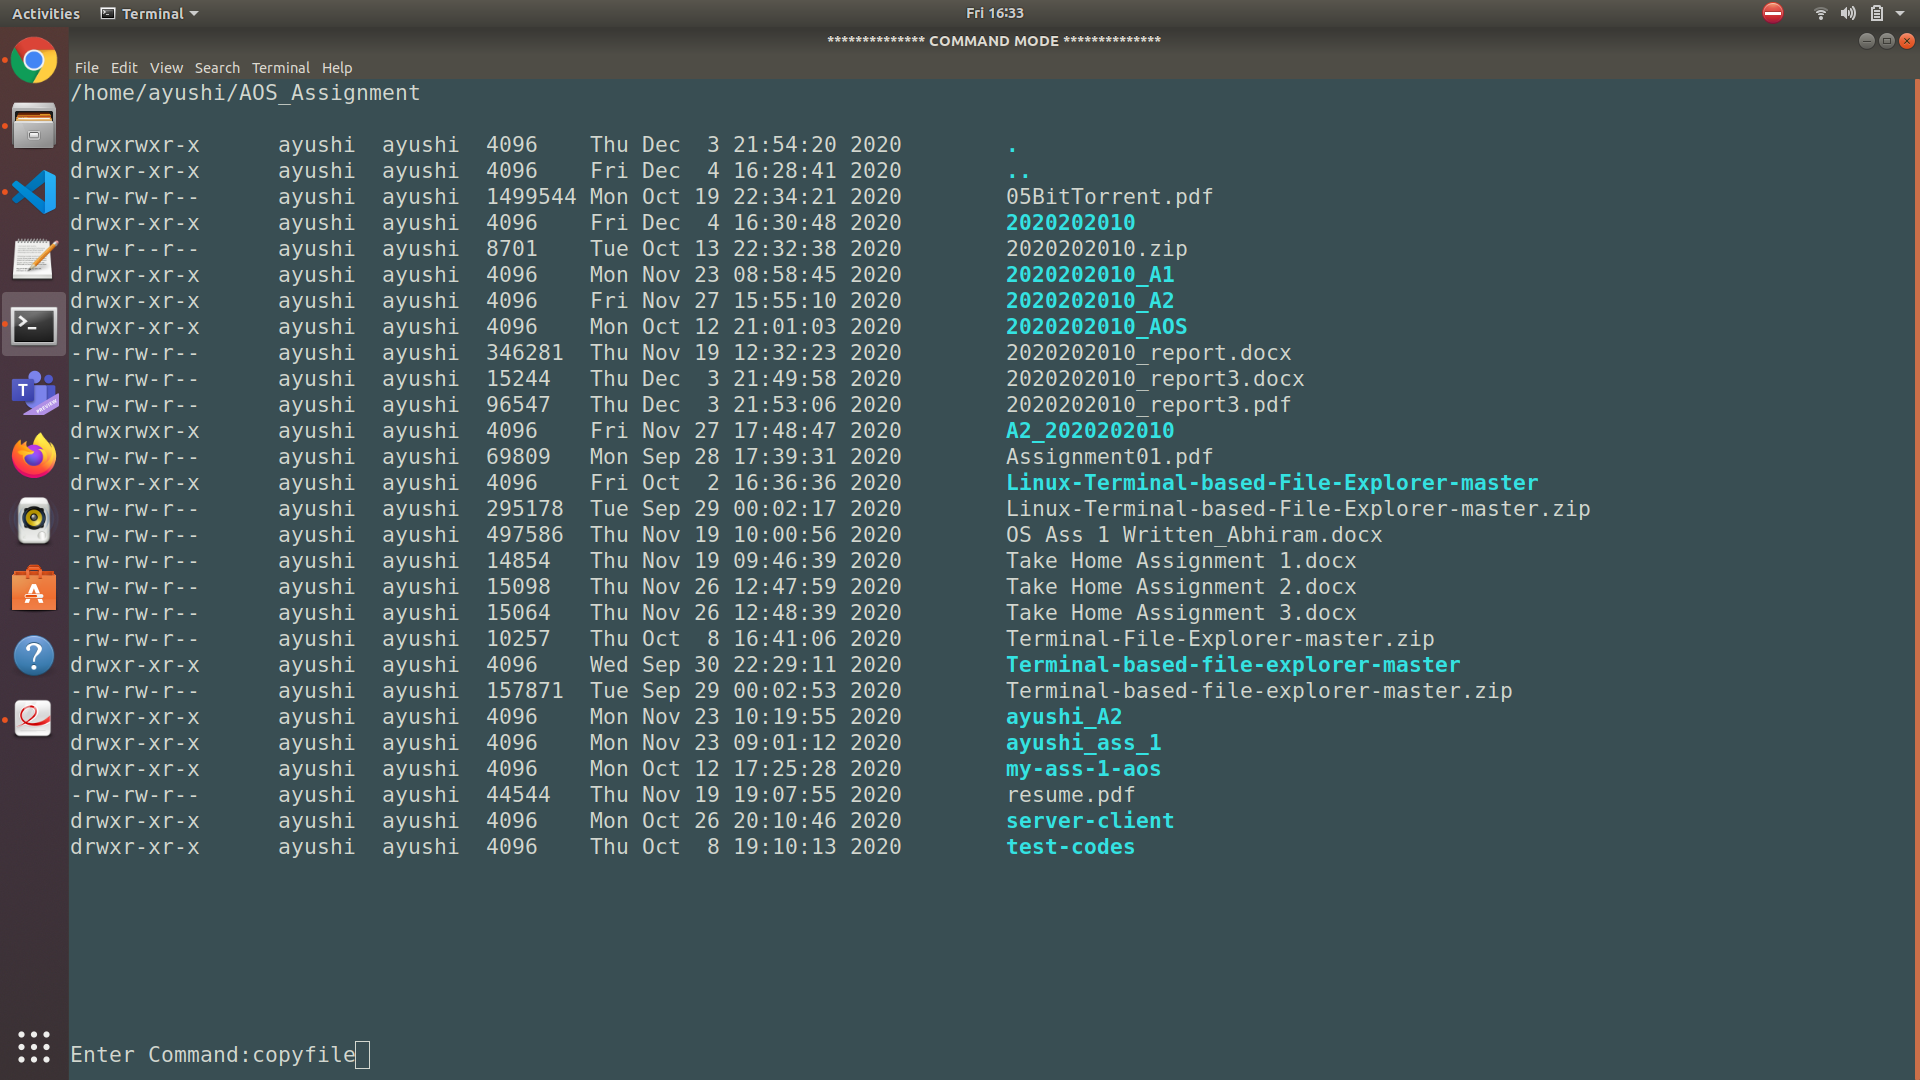 Activities Terminal Fri 16:33
************** COMMAND MODE **************
File Edit View Search Terminal Help
/home/ayushi/AOS_Assignment
drwxrwxr-x ayushi ayushi 4096 Thu Dec 3 21:54:20 2020 .
drwxr-xr-x ayushi ayushi 4096 Fri Dec 4 16:28:41 2020 ..
-rw-rw-r-- ayushi ayushi 1499544 Mon Oct 19 22:34:21 2020 05BitTorrent.pdf
drwxr-xr-x ayushi ayushi 4096 Fri Dec 4 16:30:48 2020 2020202010
-rw-r--r-- ayushi ayushi 8701 Tue Oct 13 22:32:38 2020 2020202010.zip
drwxr-xr-x ayushi ayushi 4096 Mon Nov 23 08:58:45 2020 2020202010_A1
drwxr-xr-x ayushi ayushi 4096 Fri Nov 27 15:55:10 2020 2020202010_A2
drwxr-xr-x ayushi ayushi 4096 Mon Oct 12 21:01:03 2020 2020202010_AOS
-rw-rw-r-- ayushi ayushi 346281 Thu Nov 19 12:32:23 2020 2020202010_report.docx
-rw-rw-r-- ayushi ayushi 15244 Thu Dec 3 21:49:58 2020 2020202010_report3.docx
-rw-rw-r-- ayushi ayushi 96547 Thu Dec 3 21:53:06 2020 2020202010_report3.pdf
drwxrwxr-x ayushi ayushi 4096 Fri Nov 27 17:48:47 2020 A2_2020202010
-rw-rw-r-- ayushi ayushi 69809 Mon Sep 28 17:39:31 2020 Assignment01.pdf
drwxr-xr-x ayushi ayushi 4096 Fri Oct 2 16:36:36 2020 Linux-Terminal-based-File-Explorer-master
-rw-rw-r-- ayushi ayushi 295178 Tue Sep 29 00:02:17 2020 Linux-Terminal-based-File-Explorer-master.zip
-rw-rw-r-- ayushi ayushi 497586 Thu Nov 19 10:00:56 2020 OS Ass 1 Written_Abhiram.docx
-rw-rw-r-- ayushi ayushi 14854 Thu Nov 19 09:46:39 2020 Take Home Assignment 1.docx
-rw-rw-r-- ayushi ayushi 15098 Thu Nov 26 12:47:59 2020 Take Home Assignment 2.docx
-rw-rw-r-- ayushi ayushi 15064 Thu Nov 26 12:48:39 2020 Take Home Assignment 3.docx
-rw-rw-r-- ayushi ayushi 10257 Thu Oct 8 16:41:06 2020 Terminal-File-Explorer-master.zip
drwxr-xr-x ayushi ayushi 4096 Wed Sep 30 22:29:11 2020 Terminal-based-file-explorer-master
-rw-rw-r-- ayushi ayushi 157871 Tue Sep 29 00:02:53 2020 Terminal-based-file-explorer-master.zip
drwxr-xr-x ayushi ayushi 4096 Mon Nov 23 10:19:55 2020 ayushi_A2
drwxr-xr-x ayushi ayushi 4096 Mon Nov 23 09:01:12 2020 ayushi_ass_1
drwxr-xr-x ayushi ayushi 4096 Mon Oct 12 17:25:28 2020 my-ass-1-aos
-rw-rw-r-- ayushi ayushi 44544 Thu Nov 19 19:07:55 2020 resume.pdf
drwxr-xr-x ayushi ayushi 4096 Mon Oct 26 20:10:46 2020 server-client
drwxr-xr-x ayushi ayushi 4096 Thu Oct 8 19:10:13 2020 test-codes
Enter Command:copyfile